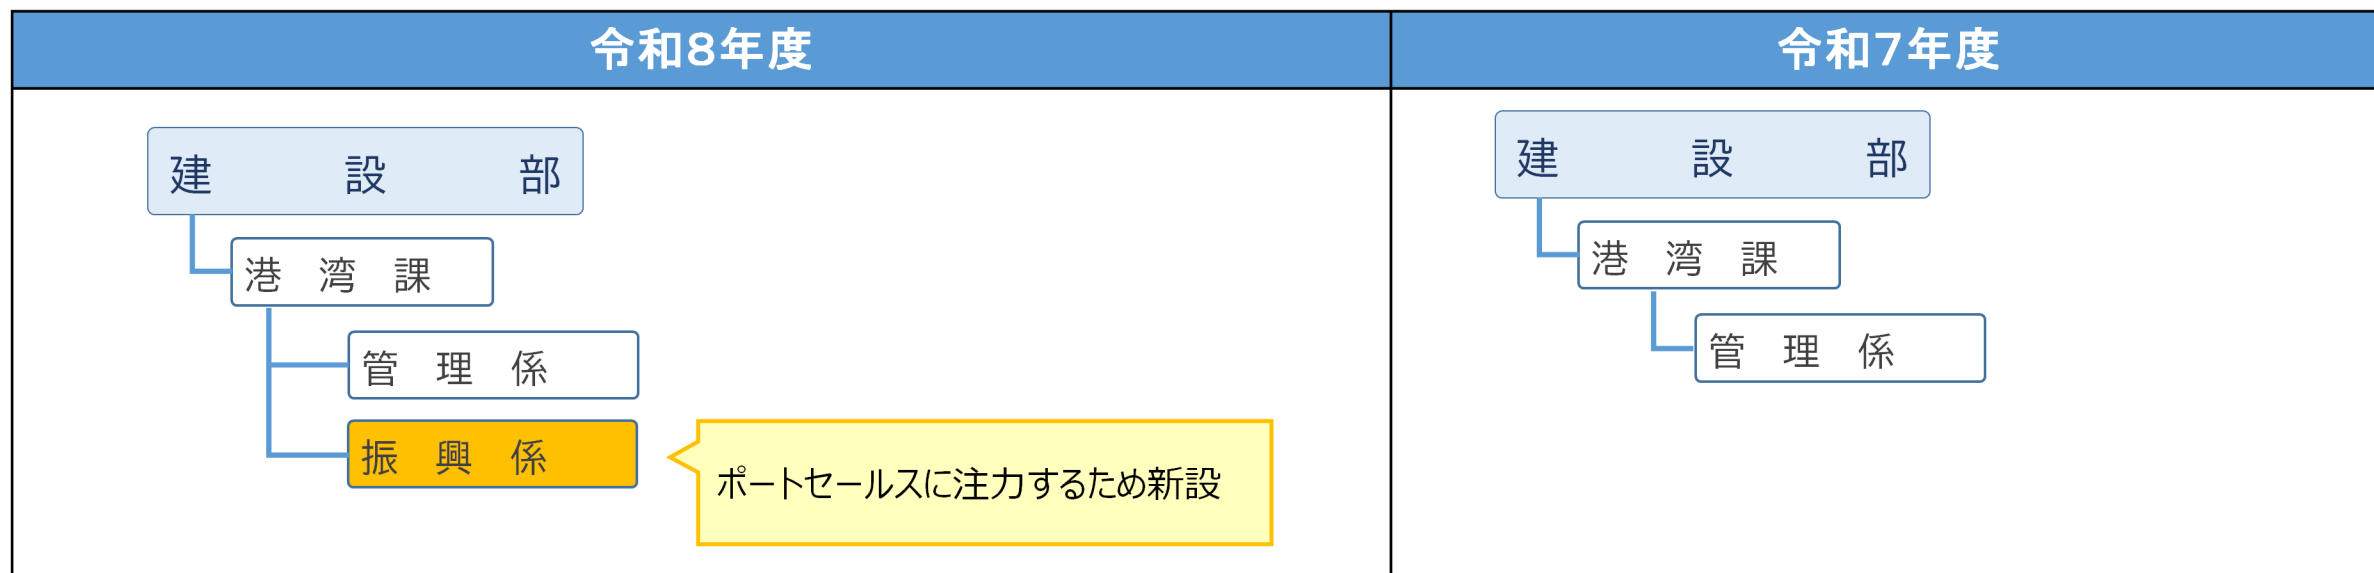 令和8年度
建　設　部
港　湾　課
管　理　係
振　興　係
ポートセールスに注力するため新設
令和7年度
建　設　部
港　湾　課
管　理　係